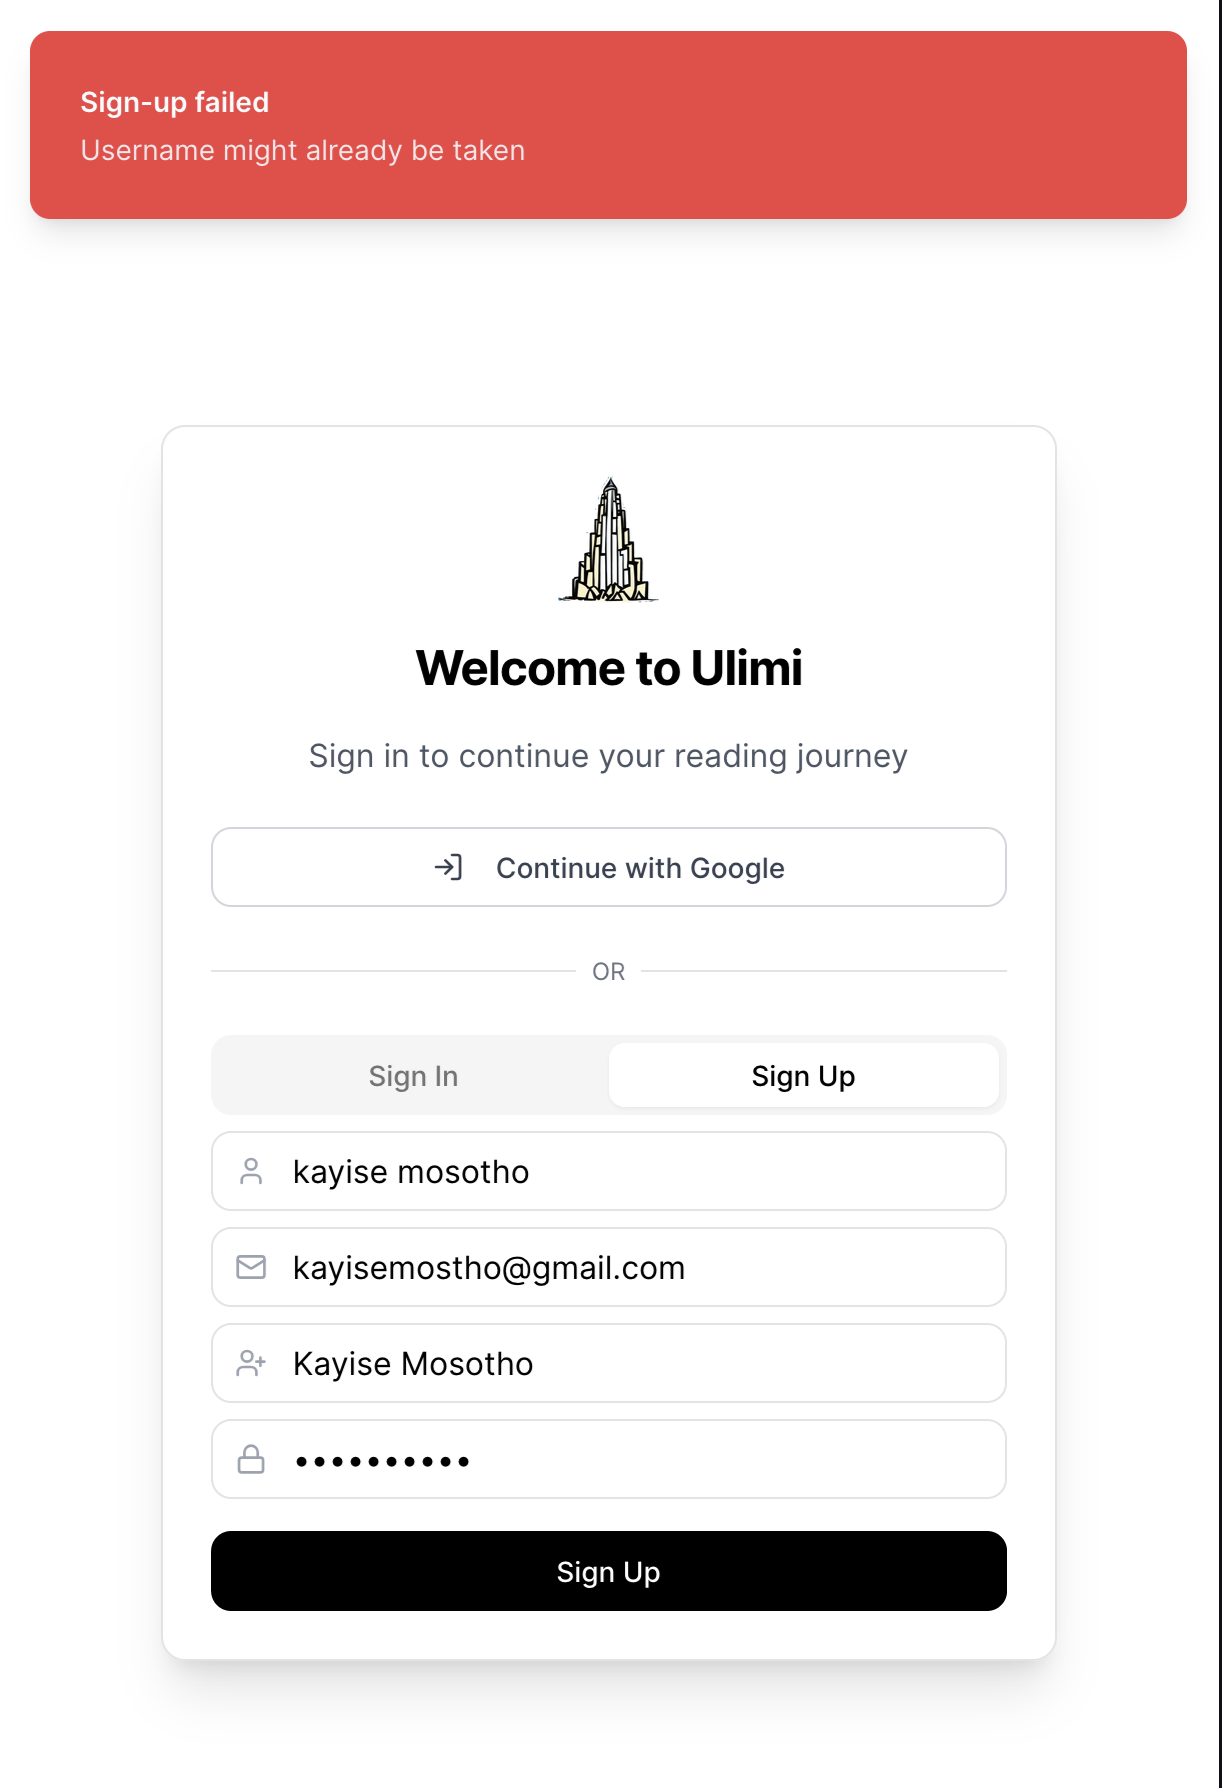 Sign-up failed
Username might already be taken
Welcome to Ulimi
Sign in to continue your reading journey
Continue with Google
OR
Sign In
Sign Up
kayise mosotho
kayisemostho@gmail.com
Kayise Mosotho
••••••••••
Sign Up